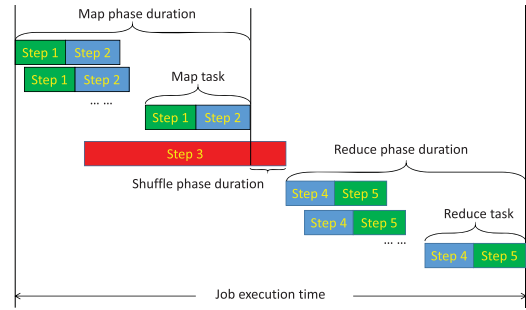 Map phase duration
Step 1 Step 2
Step 1 Step 2
... ...
Map task
Step 1 Step 2
Step 3
Reduce phase duration
Shuffle phase duration
Step 4 Step 5
Step 4 Step 5
Reduce task
... ...
Step 4 Step 5
Job execution time